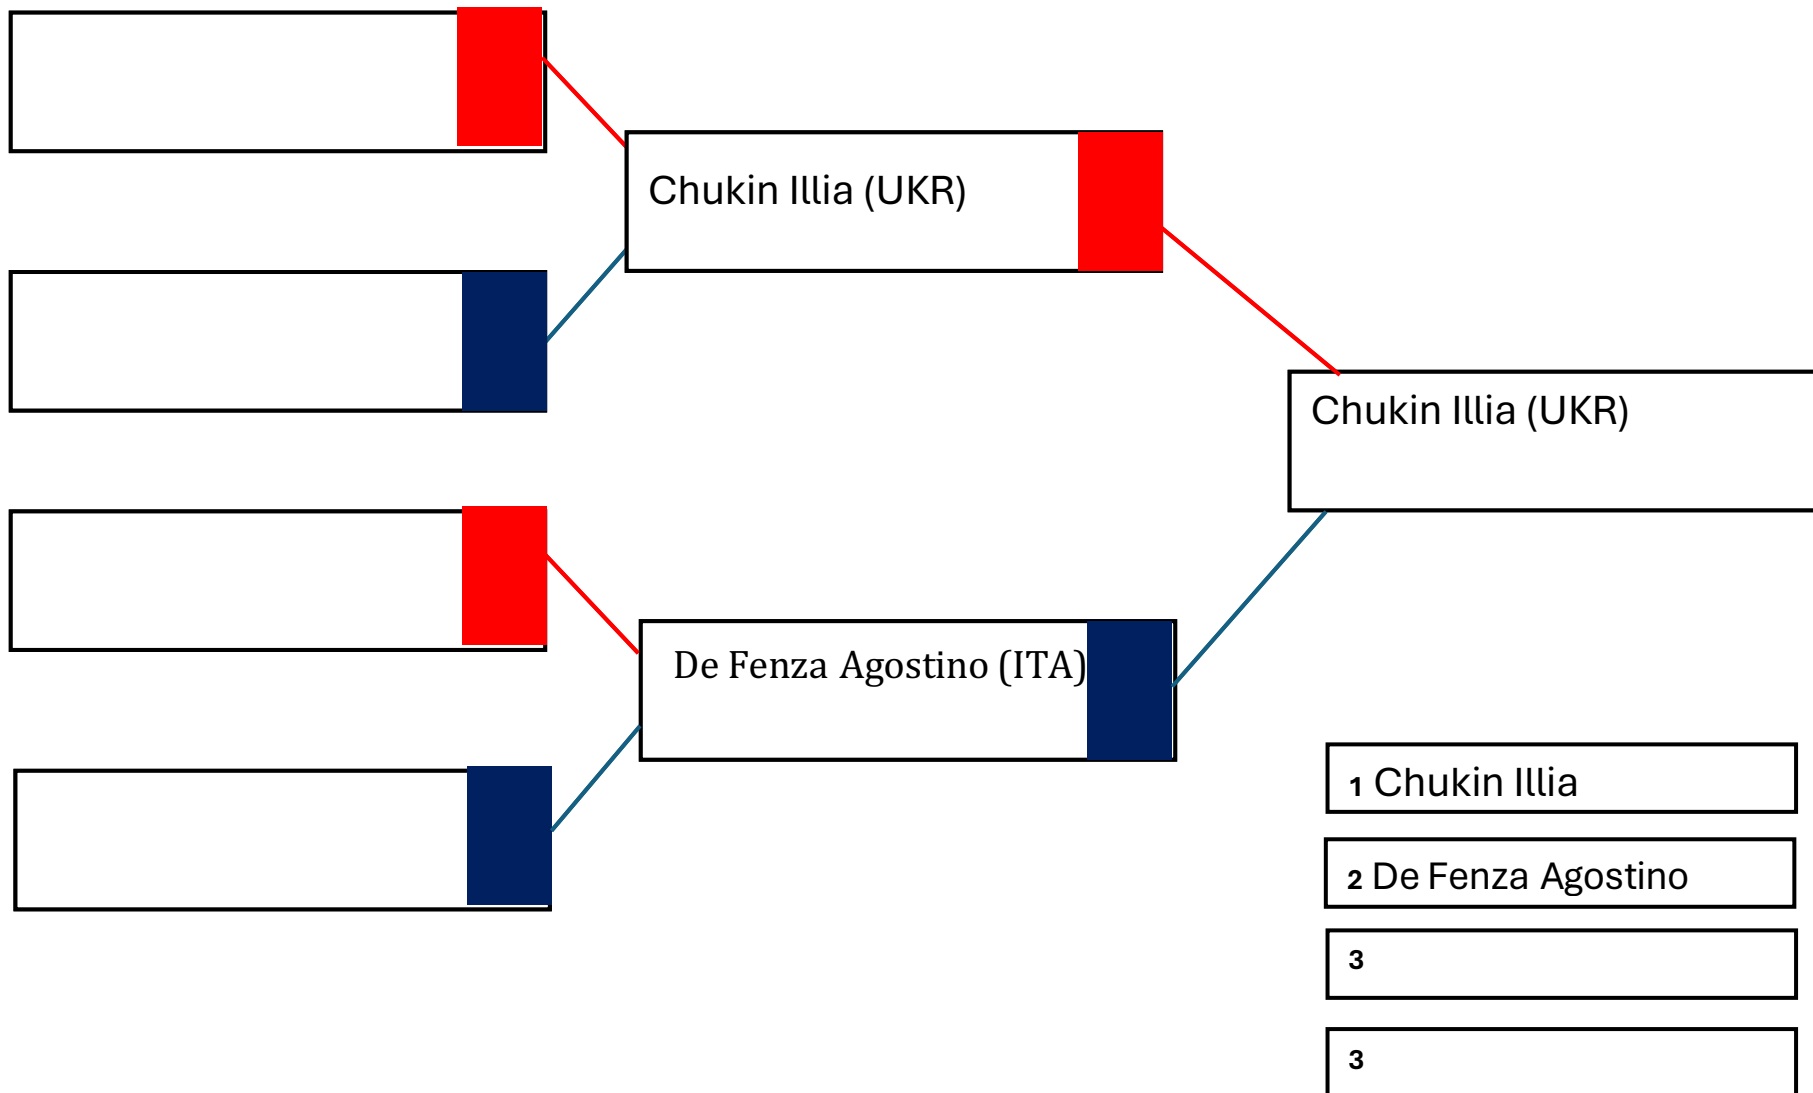 Chukin Illia (UKR)
Chukin Illia (UKR)
De Fenza Agostino (ITA)
1 Chukin Illia
2 De Fenza Agostino
3
3